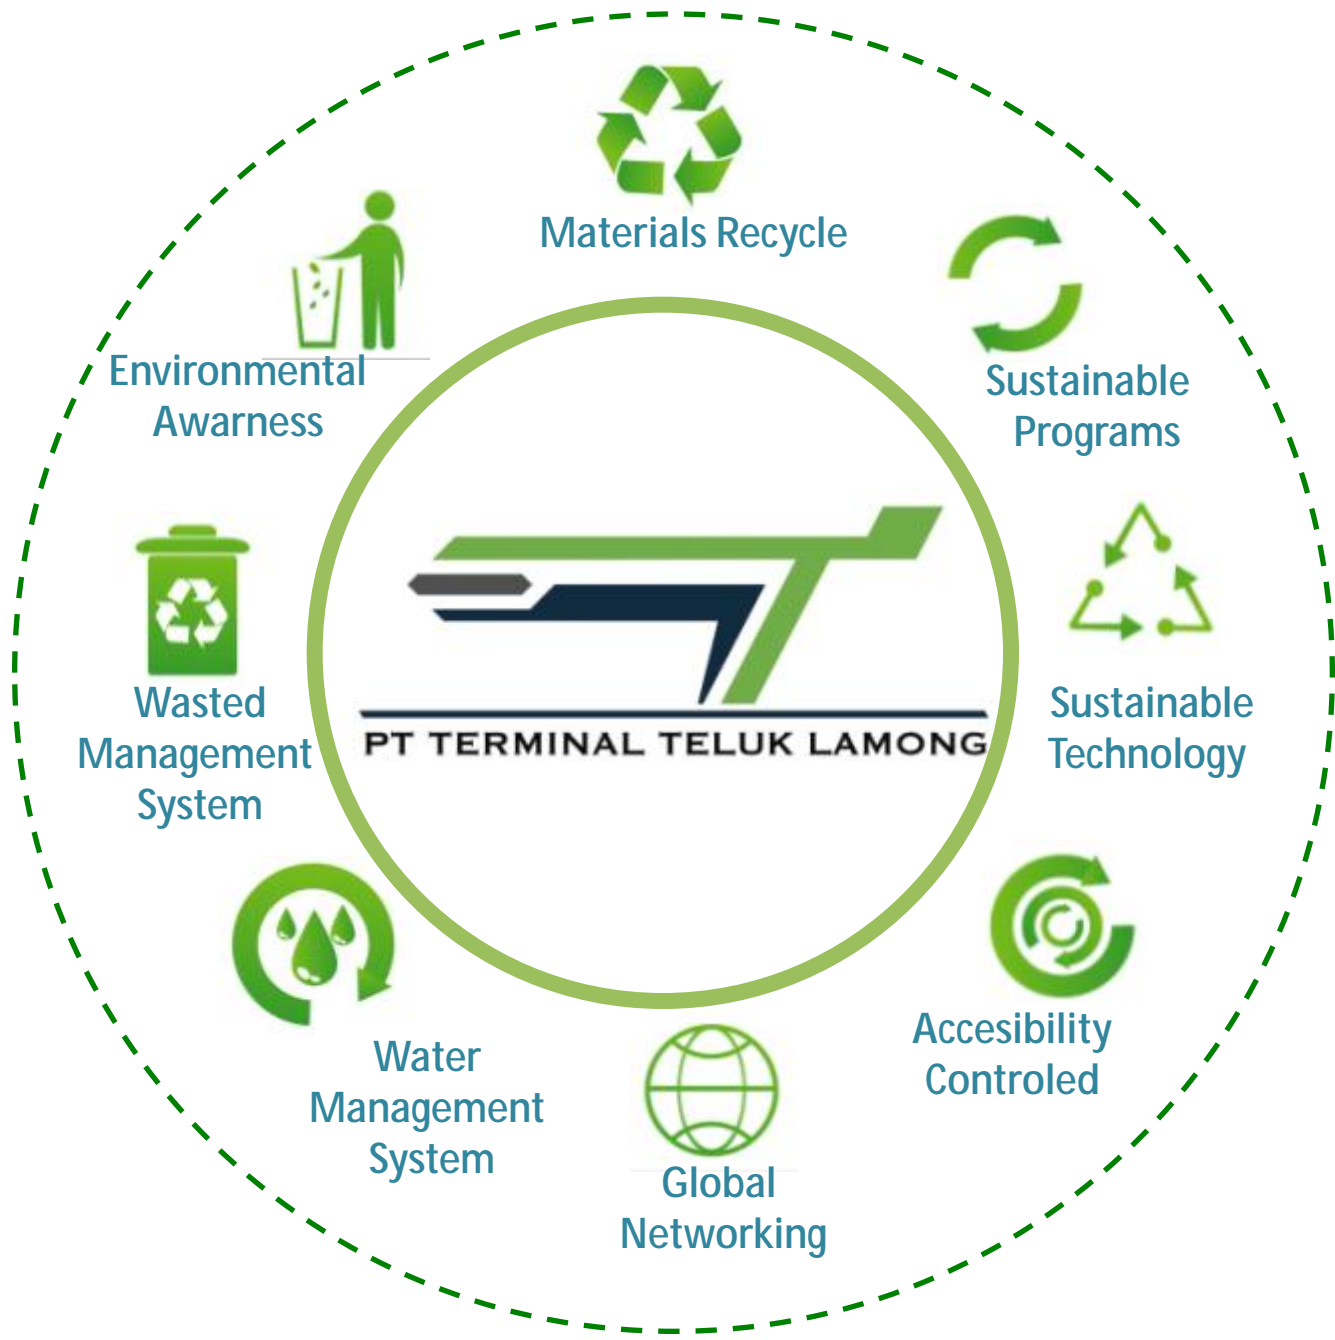 Materials Recycle
Sustainable
Programs
Sustainable
Technology
Accesibility
Controled
Global
Networking
Water
Management
System
Wasted
Management
System
Environmental
Awarness
PT TERMINAL TELUK LAMONG